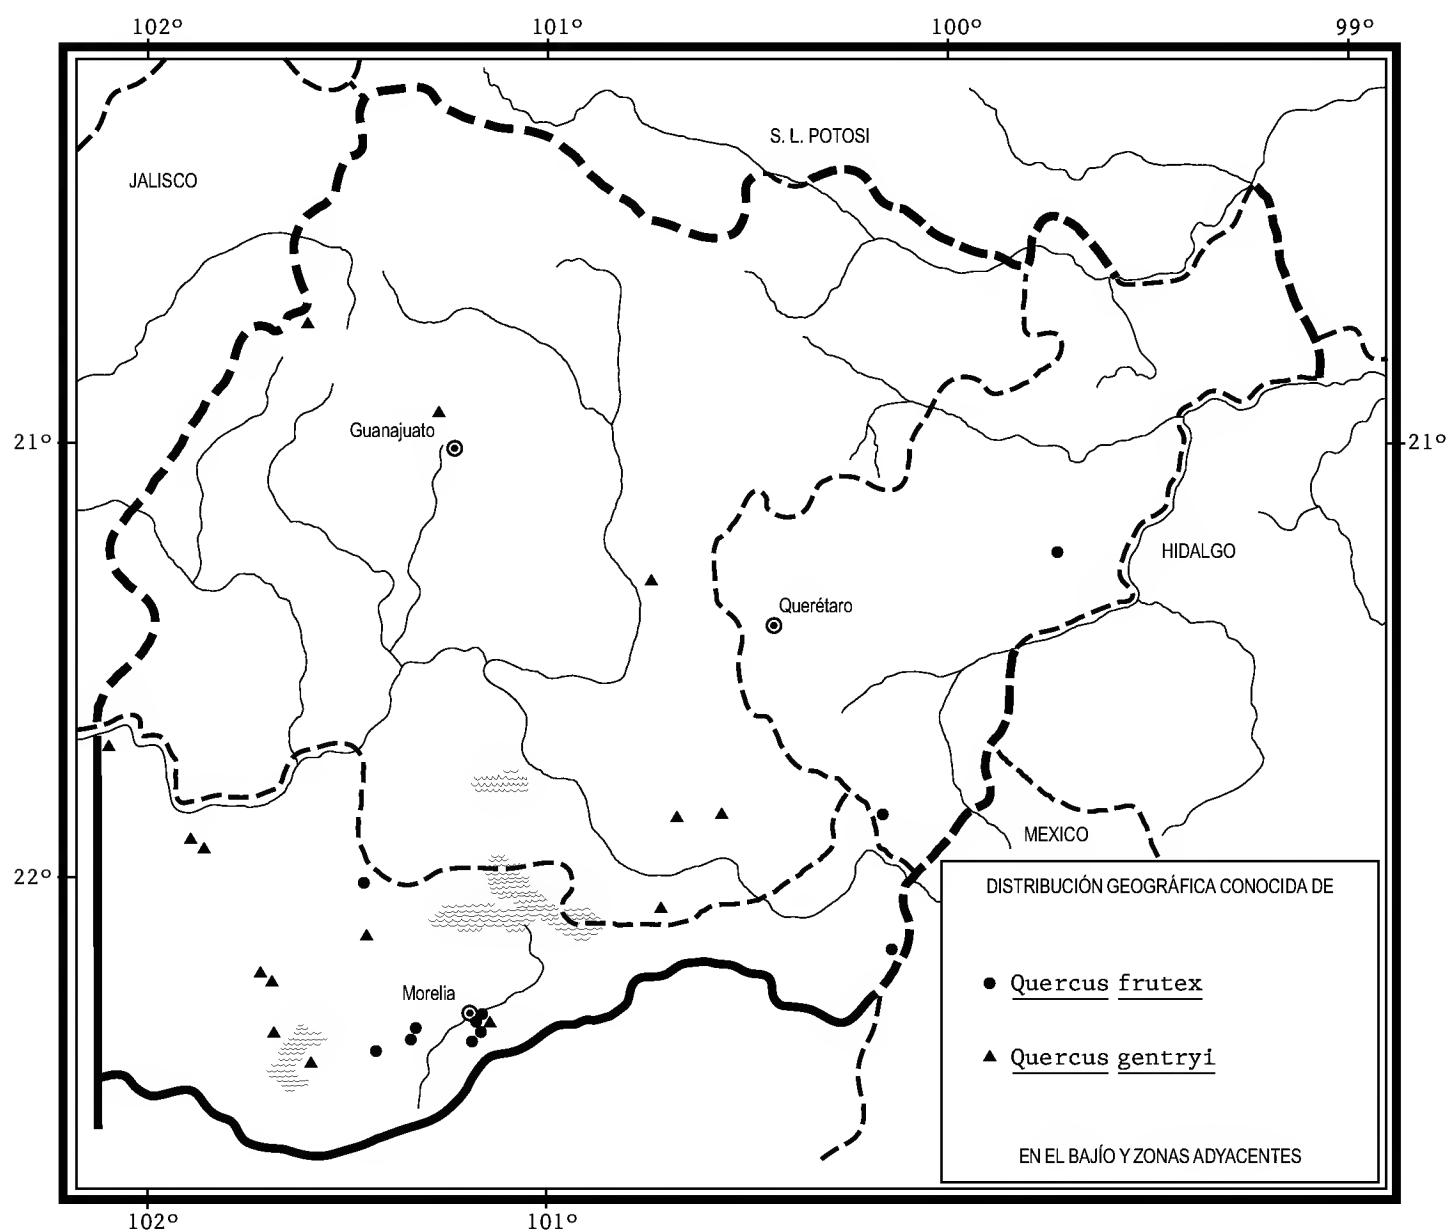 102º 101º 100º 99º
S. L. POTOSI
JALISCO
Guanajuato
21º 21º
HIDALGO
Querétaro
MEXICO
22º
DISTRIBUCIÓN GEOGRÁFICA CONOCIDA DE
Quercus frutex
Morelia
Quercus gentryi
EN EL BAJÍO Y ZONAS ADYACENTES
102º 101º